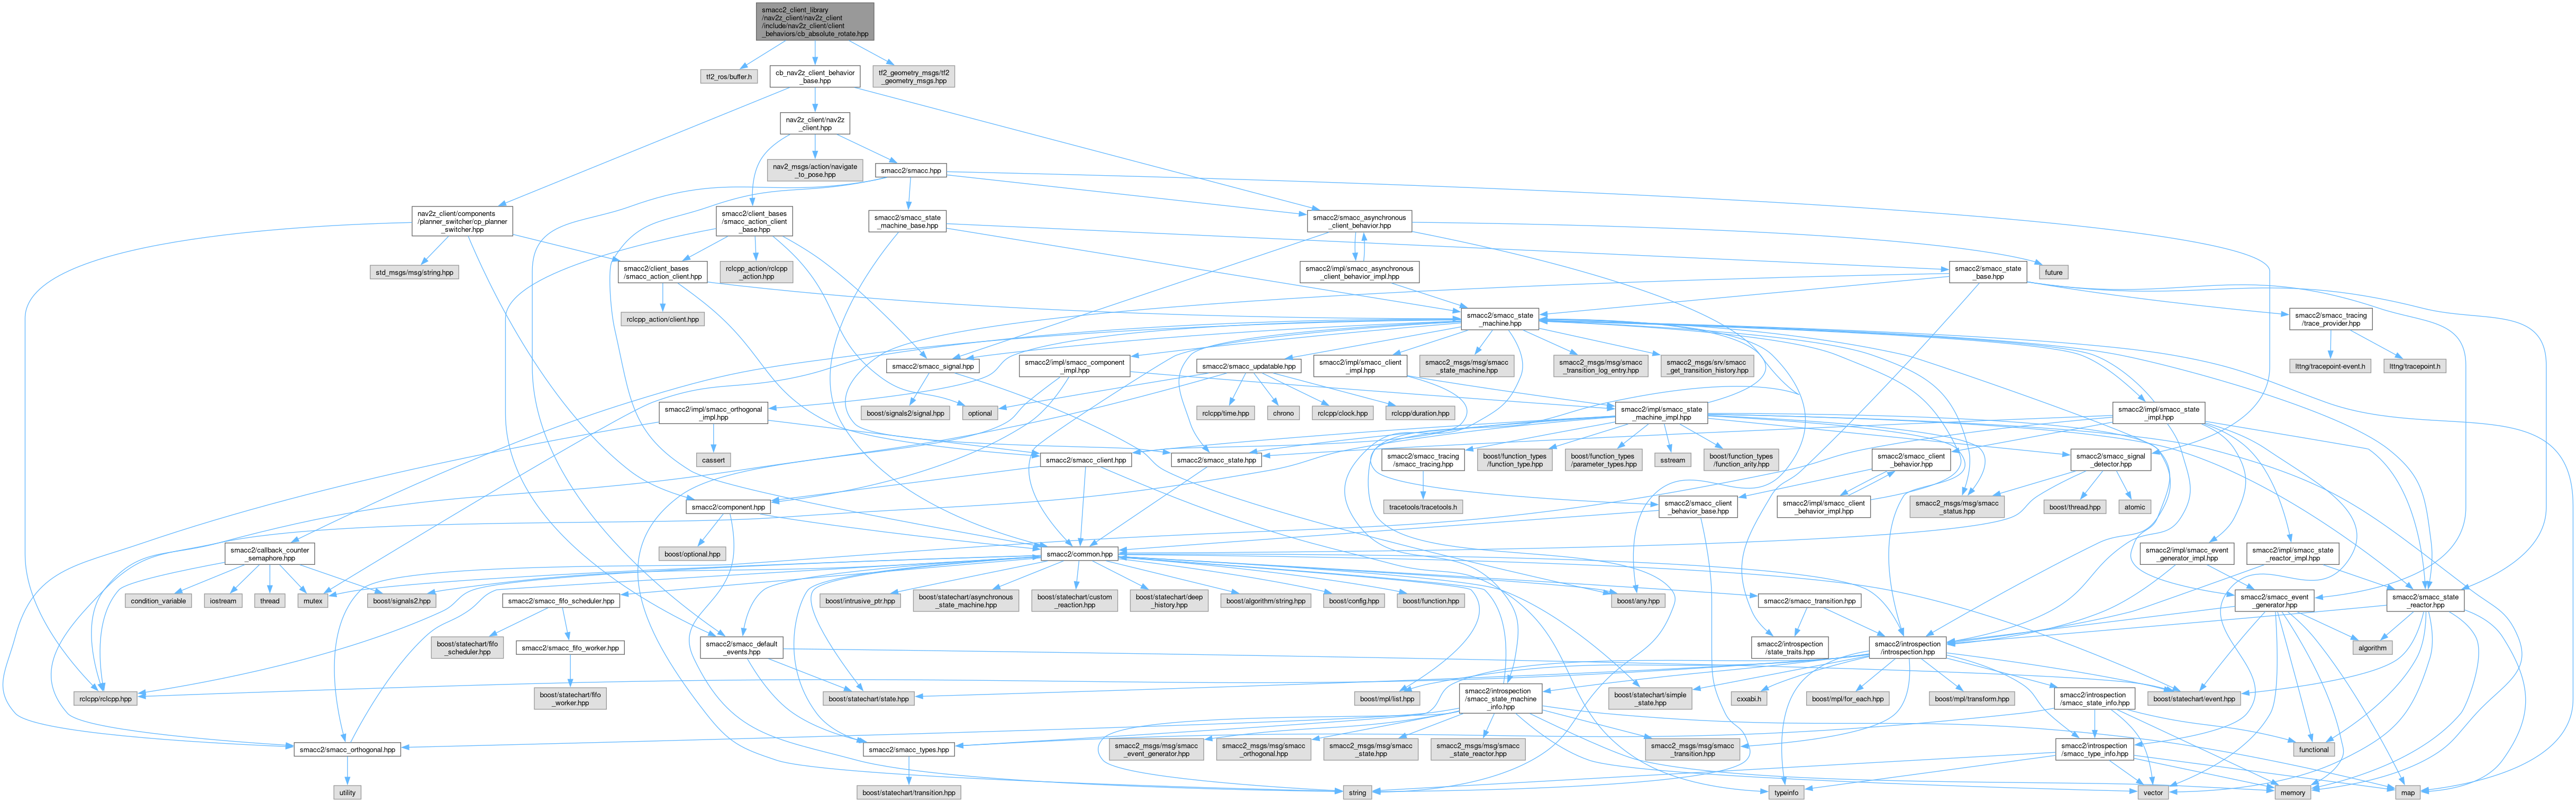 smacc2_client_library
/nav2z_client/nav2z_client
/include/nav2z_client/client
_behaviors/cb_absolute_rotate.hpp
tf2_ros/buffer.h
cb_nav2z_client_behavior
_base.hpp
tf2_geometry_msgs/tf2
_geometry_msgs.hpp
nav2z_client/nav2z
_client.hpp
nav2_msgs/action/navigate
_to_pose.hpp
smacc2/smacc.hpp
nav2z_client/components
/planner_switcher/cp_planner
_switcher.hpp
smacc2/client_bases
/smacc_action_client
_base.hpp
smacc2/smacc_state
_machine_base.hpp
smacc2/smacc_asynchronous
_client_behavior.hpp
std_msgs/msg/string.hpp
smacc2/client_bases
/smacc_action_client.hpp
rclcpp_action/rclcpp
_action.hpp
smacc2/impl/smacc_asynchronous
_client_behavior_impl.hpp
smacc2/smacc_state
_base.hpp
future
rclcpp_action/client.hpp
smacc2/smacc_state
_machine.hpp
smacc2/smacc_tracing
/trace_provider.hpp
smacc2/smacc_signal.hpp
smacc2/impl/smacc_component
_impl.hpp
smacc2/smacc_updatable.hpp
smacc2/impl/smacc_client
_impl.hpp
smacc2_msgs/msg/smacc
_state_machine.hpp
smacc2_msgs/msg/smacc
_transition_log_entry.hpp
smacc2_msgs/srv/smacc
_get_transition_history.hpp
lttng/tracepoint-event.h
lttng/tracepoint.h
smacc2/impl/smacc_orthogonal
_impl.hpp
boost/signals2/signal.hpp
optional
rclcpp/time.hpp
chrono
rclcpp/clock.hpp
rclcpp/duration.hpp
smacc2/impl/smacc_state
_machine_impl.hpp
smacc2/impl/smacc_state
_impl.hpp
cassert
smacc2/smacc_client.hpp
smacc2/smacc_state.hpp
smacc2/smacc_tracing
/smacc_tracing.hpp
boost/function_types
/function_type.hpp
boost/function_types
/parameter_types.hpp
sstream
boost/function_types
/function_arity.hpp
smacc2/smacc_client
_behavior.hpp
smacc2/smacc_signal
_detector.hpp
smacc2/component.hpp
tracetools/tracetools.h
smacc2/smacc_client
_behavior_base.hpp
smacc2/impl/smacc_client
_behavior_impl.hpp
smacc2_msgs/msg/smacc
_status.hpp
boost/thread.hpp
atomic
smacc2/callback_counter
_semaphore.hpp
boost/optional.hpp
smacc2/common.hpp
smacc2/impl/smacc_event
_generator_impl.hpp
smacc2/impl/smacc_state
_reactor_impl.hpp
condition_variable
iostream
thread
mutex
boost/signals2.hpp
smacc2/smacc_fifo_scheduler.hpp
boost/intrusive_ptr.hpp
boost/statechart/asynchronous
_state_machine.hpp
boost/statechart/custom
_reaction.hpp
boost/statechart/deep
_history.hpp
boost/algorithm/string.hpp
boost/config.hpp
boost/function.hpp
boost/any.hpp
smacc2/smacc_transition.hpp
smacc2/smacc_event
_generator.hpp
smacc2/smacc_state
_reactor.hpp
boost/statechart/fifo
_scheduler.hpp
smacc2/smacc_fifo_worker.hpp
smacc2/smacc_default
_events.hpp
smacc2/introspection
/state_traits.hpp
smacc2/introspection
/introspection.hpp
algorithm
rclcpp/rclcpp.hpp
boost/statechart/fifo
_worker.hpp
boost/statechart/state.hpp
boost/mpl/list.hpp
smacc2/introspection
/smacc_state_machine
_info.hpp
boost/statechart/simple
_state.hpp
cxxabi.h
boost/mpl/for_each.hpp
boost/mpl/transform.hpp
smacc2/introspection
/smacc_state_info.hpp
boost/statechart/event.hpp
smacc2/smacc_orthogonal.hpp
smacc2/smacc_types.hpp
smacc2_msgs/msg/smacc
_event_generator.hpp
smacc2_msgs/msg/smacc
_orthogonal.hpp
smacc2_msgs/msg/smacc
_state.hpp
smacc2_msgs/msg/smacc
_state_reactor.hpp
smacc2_msgs/msg/smacc
_transition.hpp
smacc2/introspection
/smacc_type_info.hpp
functional
utility
boost/statechart/transition.hpp
string
typeinfo
vector
memory
map